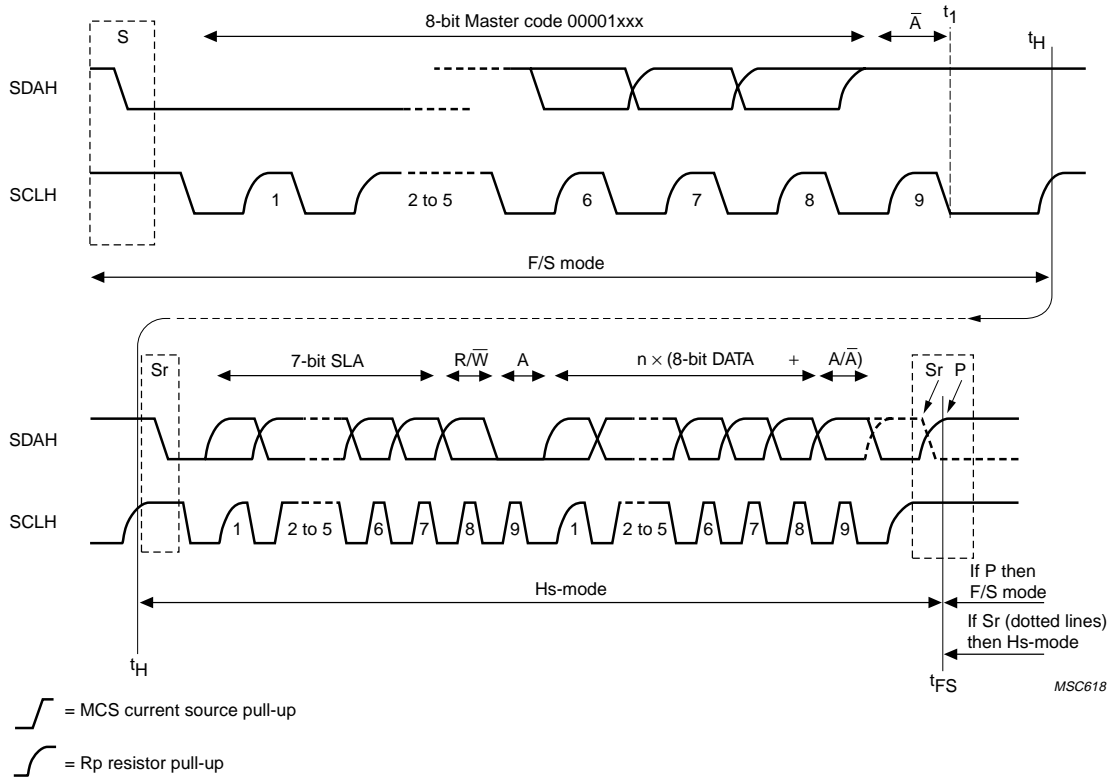 8-bit Master code 00001xxx
A̅
t1
tH
S
SDAH
SCLH
1
2 to 5
6
7
8
9
F/S mode
Sr
7-bit SLA
R/W̅
A
n × (8-bit DATA +
A/A̅)
Sr P
SDAH
SCLH
1
2 to 5
6
7
8
9
1
2 to 5
6
7
8
9
Hs-mode
If P then
F/S mode
If Sr (dotted lines)
then Hs-mode
tH
tFS
MSC618
= MCS current source pull-up
= Rp resistor pull-up